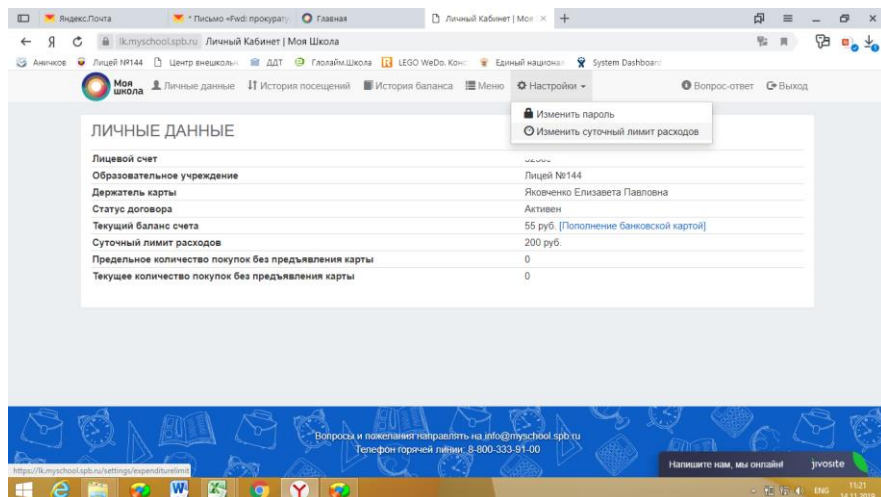 Яндекс.Почта
* Письмо «Fwd: прокурату
Главная
Личный Кабинет | Моя
lk.myschool.spb.ru Личный Кабинет | Моя Школа
Аничков
Лицей №144
Центр внешкольн
ДДТ
Глолайм.Школа
LEGO WeDo. Конс
Единый национал
System Dashboard
Моя школа
Личные данные
История посещений
История баланса
Меню
Настройки
Вопрос-ответ
Выход
Изменить пароль
Изменить суточный лимит расходов
ЛИЧНЫЕ ДАННЫЕ
Лицевой счет
Образовательное учреждение Лицей №144
Держатель карты Яковченко Елизавета Павловна
Статус договора Активен
Текущий баланс счета 55 руб. [Пополнение банковской картой]
Суточный лимит расходов 200 руб.
Предельное количество покупок без предъявления карты 0
Текущее количество покупок без предъявления карты 0
Вопросы и пожелания направлять на info@myschool.spb.ru
Телефон горячей линии: 8-800-333-91-00
Напишите нам, мы онлайн! jivosite
https://lk.myschool.spb.ru/settings/expenditurelimit
ENG
11:21
14.11.2019